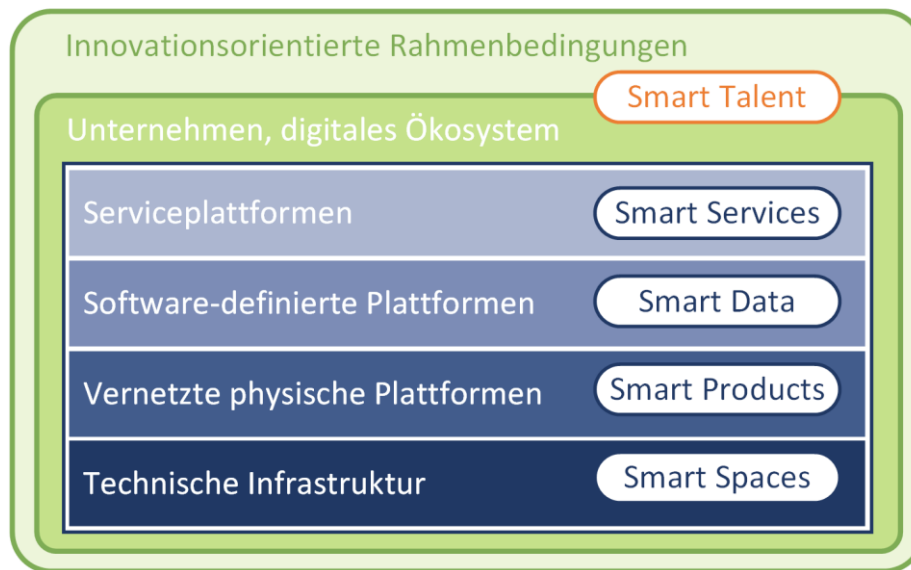 Innovationsorientierte Rahmenbedingungen
Smart Talent
Unternehmen, digitales Ökosystem
Serviceplattformen
Smart Services
Software-definierte Plattformen
Smart Data
Vernetzte physische Plattformen
Smart Products
Technische Infrastruktur
Smart Spaces